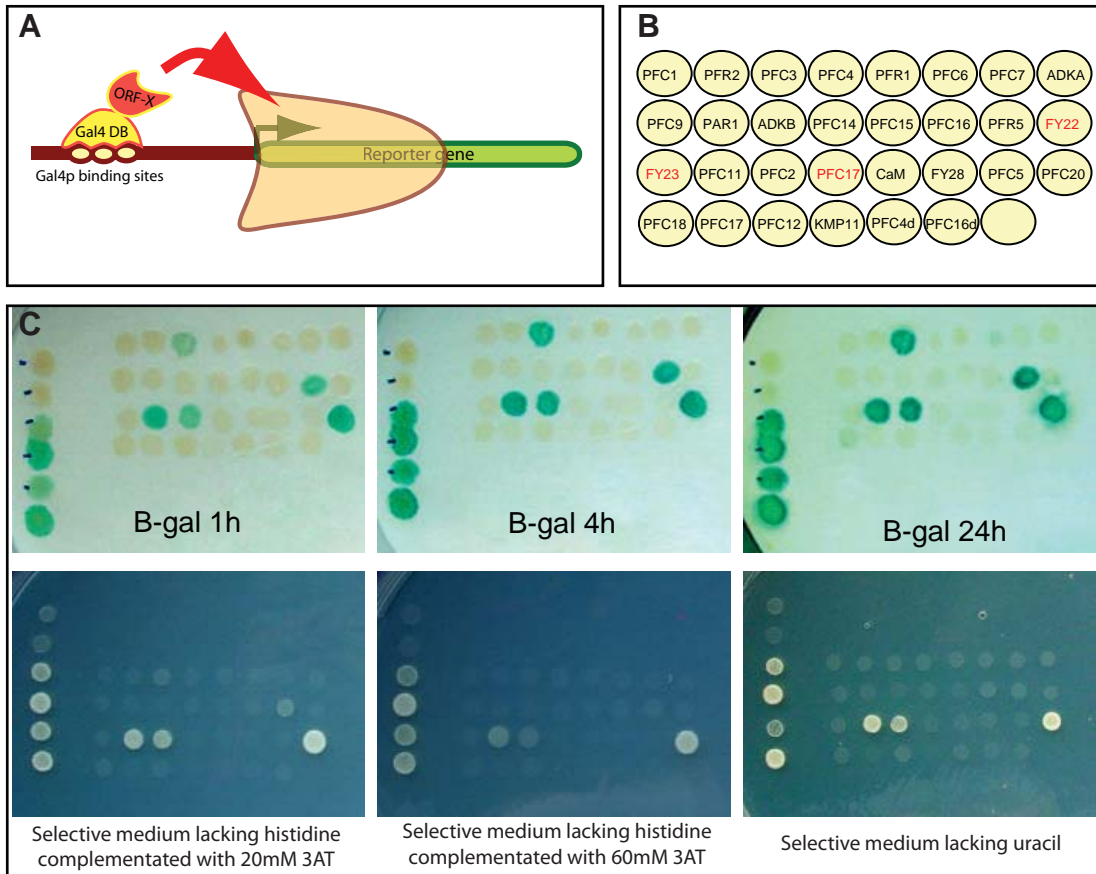 A
ORF-X
Gal4 DB
Gal4p binding sites
Reporter gene
B
PFC1 PFR2 PFC3 PFC4 PFR1 PFC6 PFC7 ADKA
PFC9 PAR1 ADKB PFC14 PFC15 PFC16 PFR5 FY22
FY23 PFC11 PFC2 PFC17 CaM FY28 PFC5 PFC20
PFC18 PFC17 PFC12 KMP11 PFC4d PFC16d
C
B-gal 1h
B-gal 4h
B-gal 24h
Selective medium lacking histidine
complementated with 20mM 3AT
Selective medium lacking histidine
complementated with 60mM 3AT
Selective medium lacking uracil